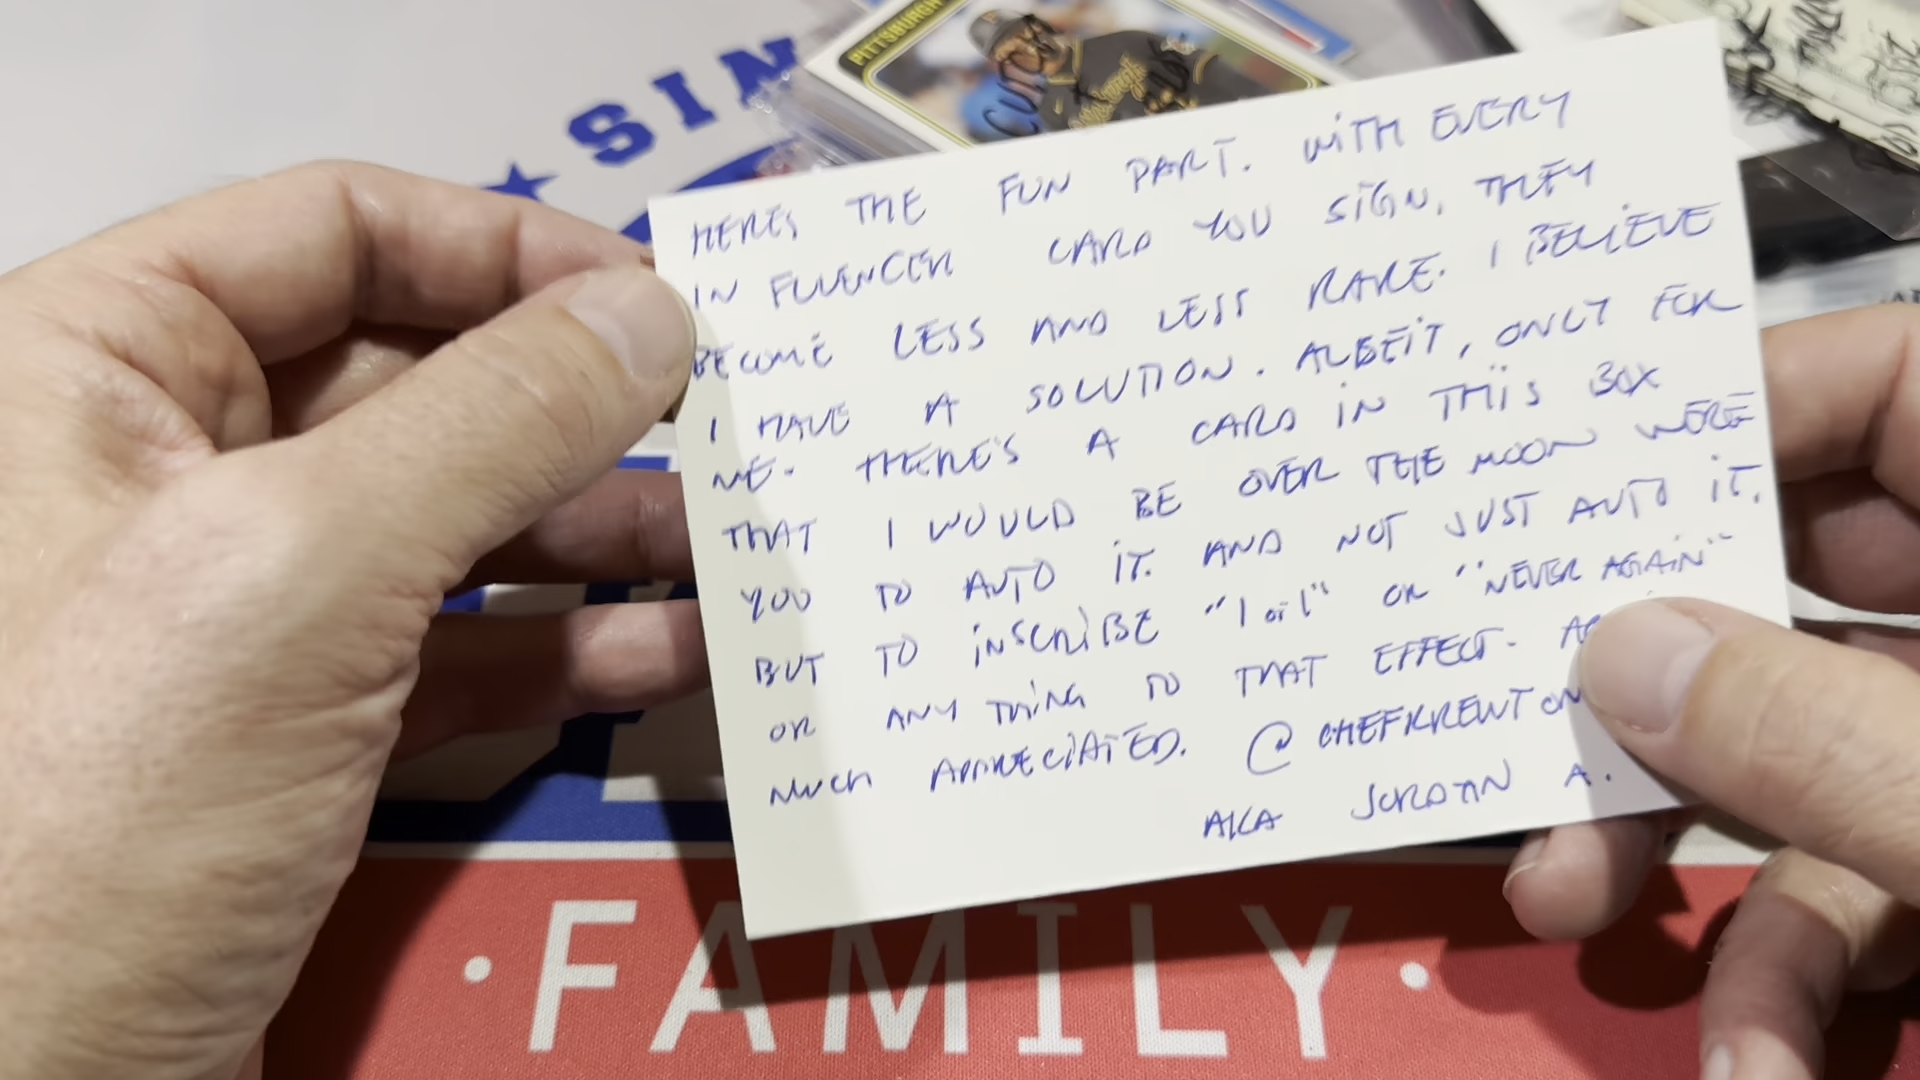 PITTSBURGH
SIN
HERES THE FUN PART. WITH EVERY
INFLUENCER CARD YOU SIGN, THEY
BECOME LESS AND LESS RARE. I BELIEVE
I HAVE A SOLUTION. ALBEIT, ONLY FOR
ME. THERE'S A CARD IN THIS BOX
THAT I WOULD BE OVER THE MOON WERE
YOU TO AUTO IT. AND NOT JUST AUTO IT.
BUT TO INSCRIBE "1 of 1" OR "NEVER AGAIN"
OR ANYTHING TO THAT EFFECT.
MUCH APPRECIATED. @CHEFKREWTON
AKA JORDAN A.
· FAMILY ·